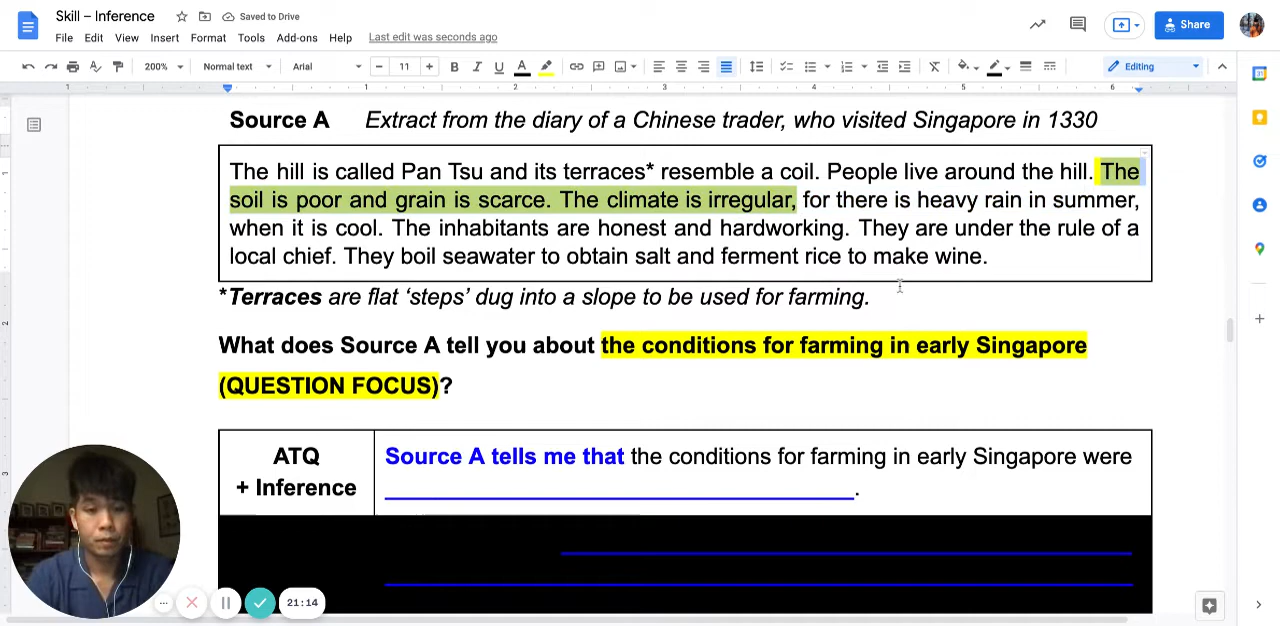 Skill – Inference
Saved to Drive
File Edit View Insert Format Tools Add-ons Help Last edit was seconds ago
Share
200% Normal text Arial 11 B I U A Editing
1 1 2 3 4 5 6
Source A Extract from the diary of a Chinese trader, who visited Singapore in 1330
The hill is called Pan Tsu and its terraces* resemble a coil. People live around the hill. The
soil is poor and grain is scarce. The climate is irregular, for there is heavy rain in summer,
when it is cool. The inhabitants are honest and hardworking. They are under the rule of a
local chief. They boil seawater to obtain salt and ferment rice to make wine.
*Terraces are flat ‘steps’ dug into a slope to be used for farming.
What does Source A tell you about the conditions for farming in early Singapore
(QUESTION FOCUS)?
ATQ
+ Inference
Source A tells me that the conditions for farming in early Singapore were
.
21:14